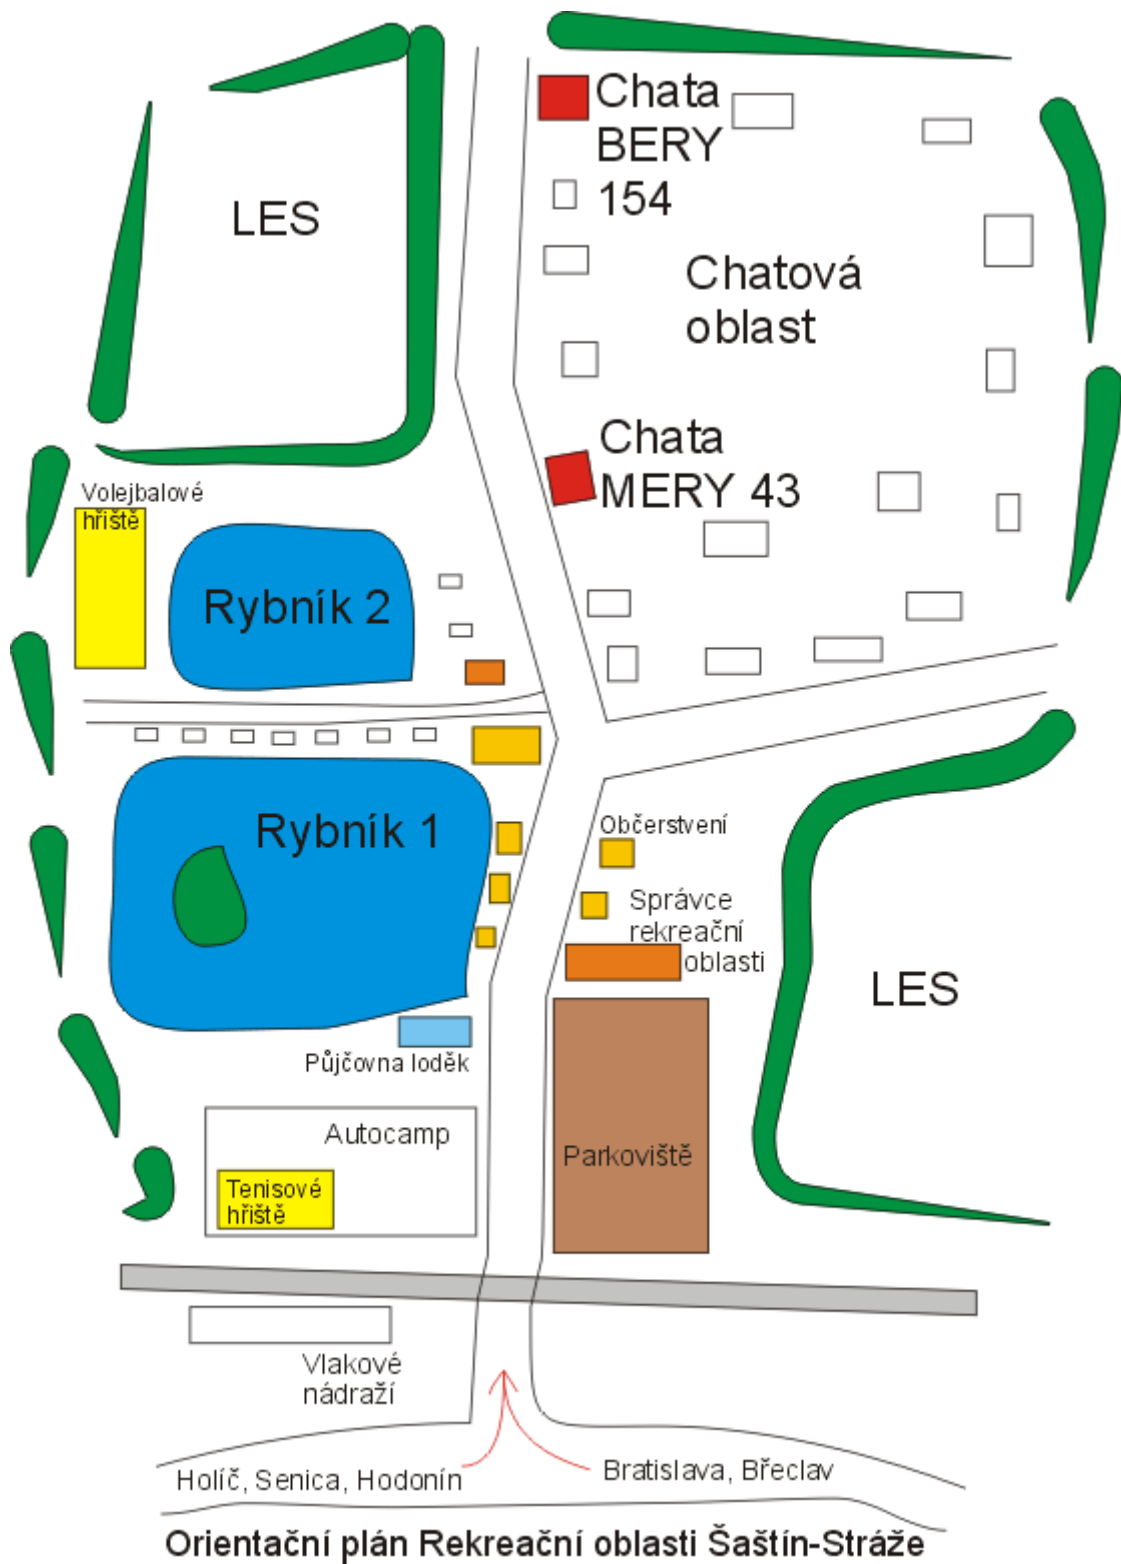 Chata
BERY
154
LES
Chatová
oblast
Chata
MERY 43
Volejbalové
hřiště
Rybník 2
Rybník 1
Občerstvení
Správce
rekreační
oblasti
LES
Půjčovna loděk
Autocamp
Parkoviště
Tenisové
hřiště
Vlakové
nádraží
Holíč, Senica, Hodonín
Bratislava, Břeclav
Orientační plán Rekreační oblasti Šaštín-Stráže